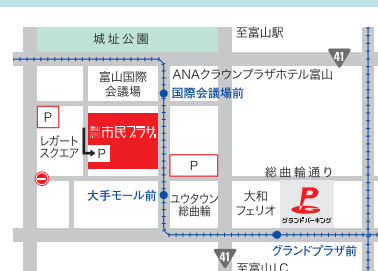 城址公園
至富山駅
41
富山国際
会議場
ANAクラウンプラザホテル富山
国際会議場前
P
レガート
スクエア
市民プラザ
P
P
総曲輪通り
大手モール前
ユウタウン
総曲輪
大和
フェリオ
P
グランドパーキング
グランドプラザ前
41
至富山I.C